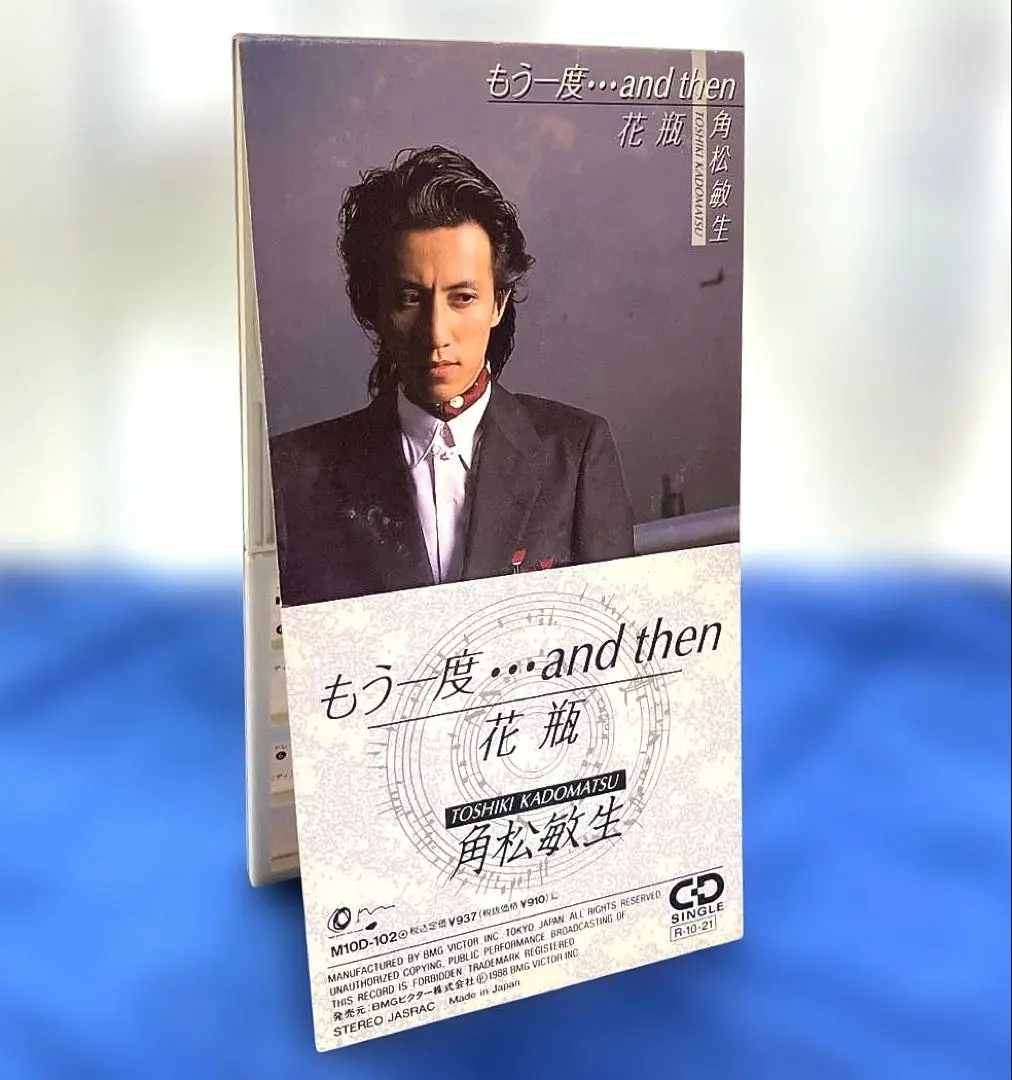 もう一度…and then
花瓶
角松敏生
TOSHIKI KADOMATSU
もう一度…and then
花瓶
TOSHIKI KADOMATSU
角松敏生
M10D-102 税込定価¥937(税抜価格¥910)
CD
SINGLE
R-10-21
MANUFACTURED BY BMG VICTOR INC. TOKYO, JAPAN ALL RIGHTS RESERVED.
UNAUTHORIZED COPYING, PUBLIC PERFORMANCE, BROADCASTING OF
THIS RECORD IS FORBIDDEN. TRADEMARK REGISTERED
発売元:BMGビクター株式会社 Ⓟ1988 BMG VICTOR INC
STEREO JASRAC Made in Japan